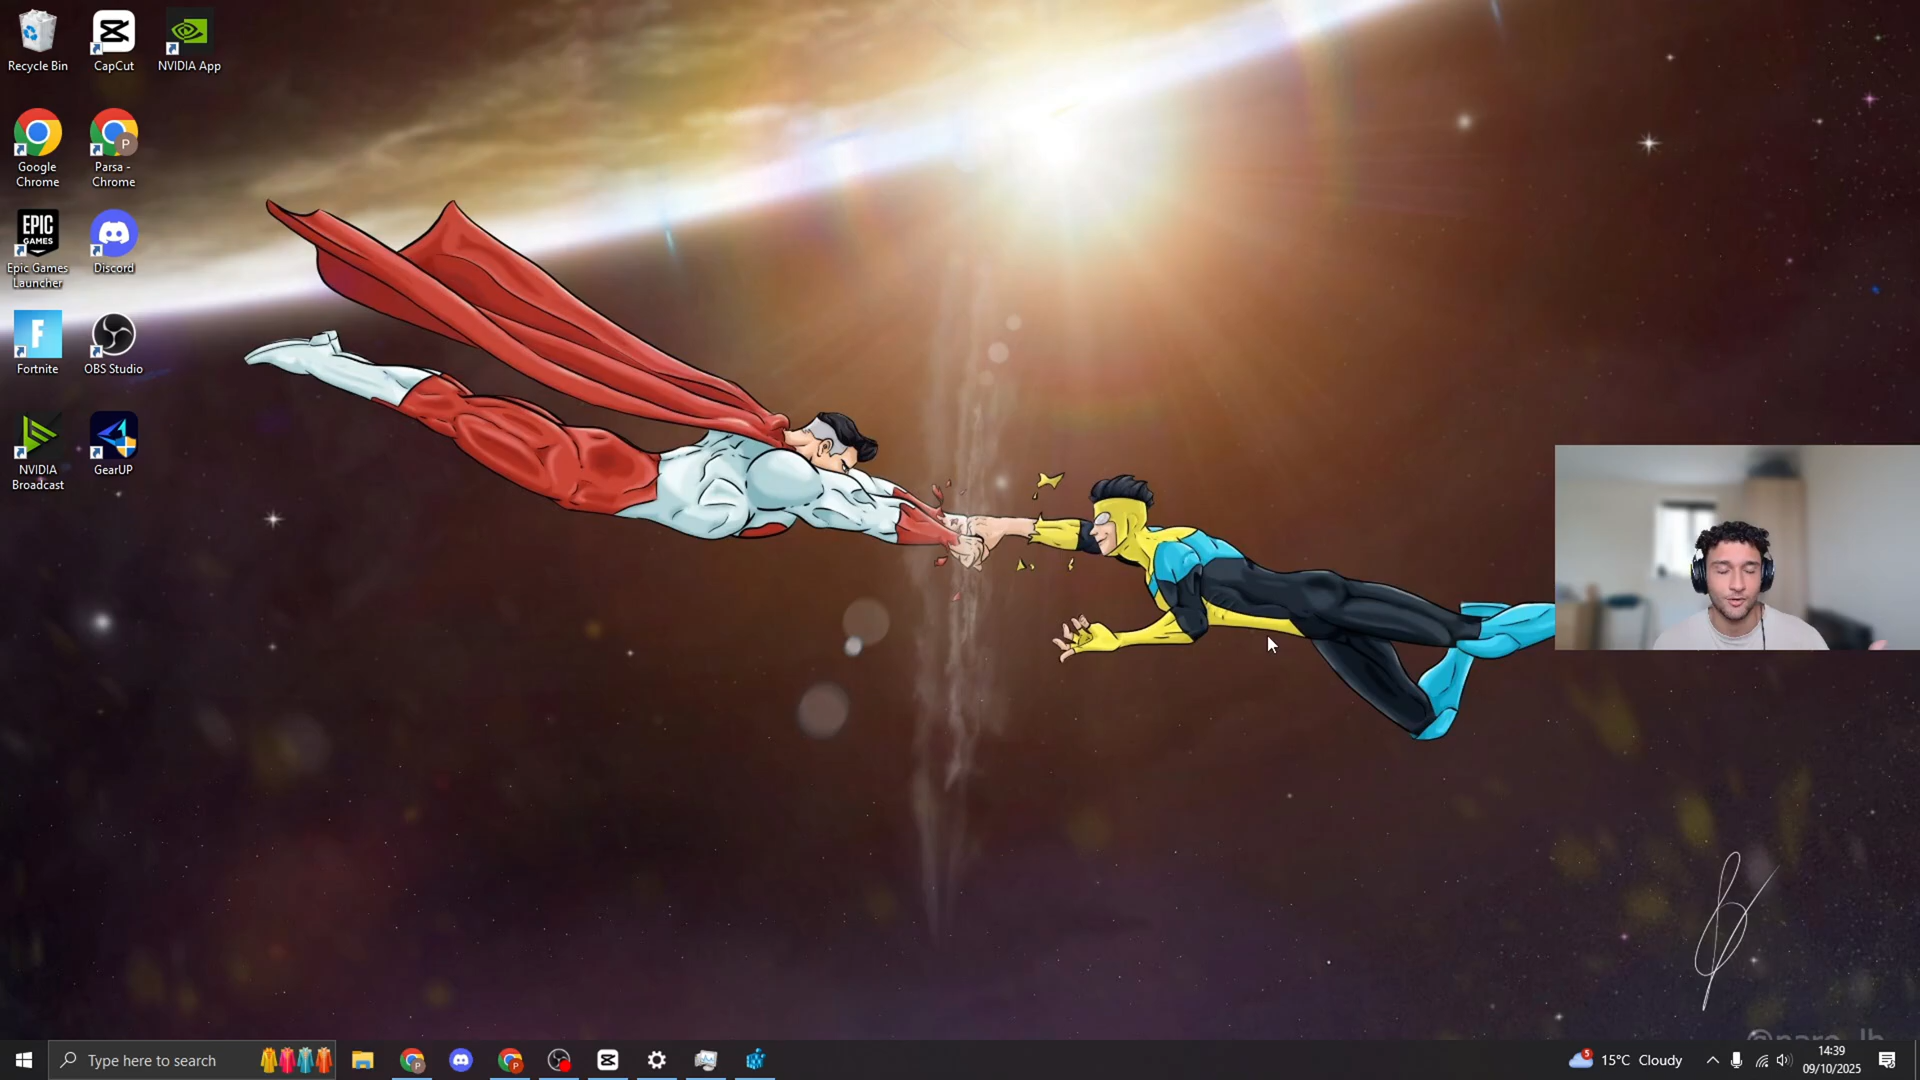 Recycle Bin
CapCut
NVIDIA App
Google
Chrome
P
Parsa -
Chrome
EPIC
GAMES
Epic Games
Launcher
Discord
F
Fortnite
OBS Studio
NVIDIA
Broadcast
GearUP
Type here to search
P
P
5
15°C Cloudy
14:39
09/10/2025